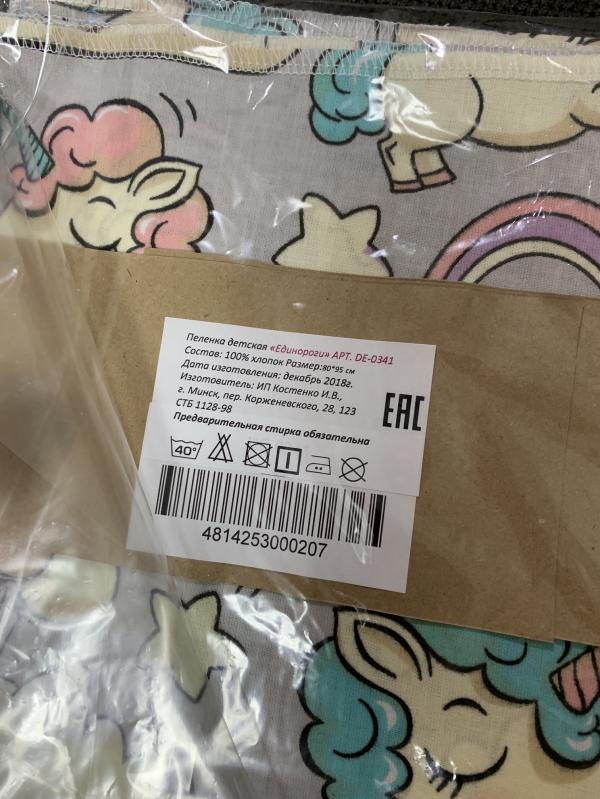 Пеленка детская «Единороги» АРТ. DE-0341
Состав: 100% хлопок Размер:80*95 см
Дата изготовления: декабрь 2018г.
Изготовитель: ИП Костенко И.В.,
г. Минск, пер. Корженевского, 28, 123
СТБ 1128-98
EAC
Предварительная стирка обязательна
40°
4814253000207